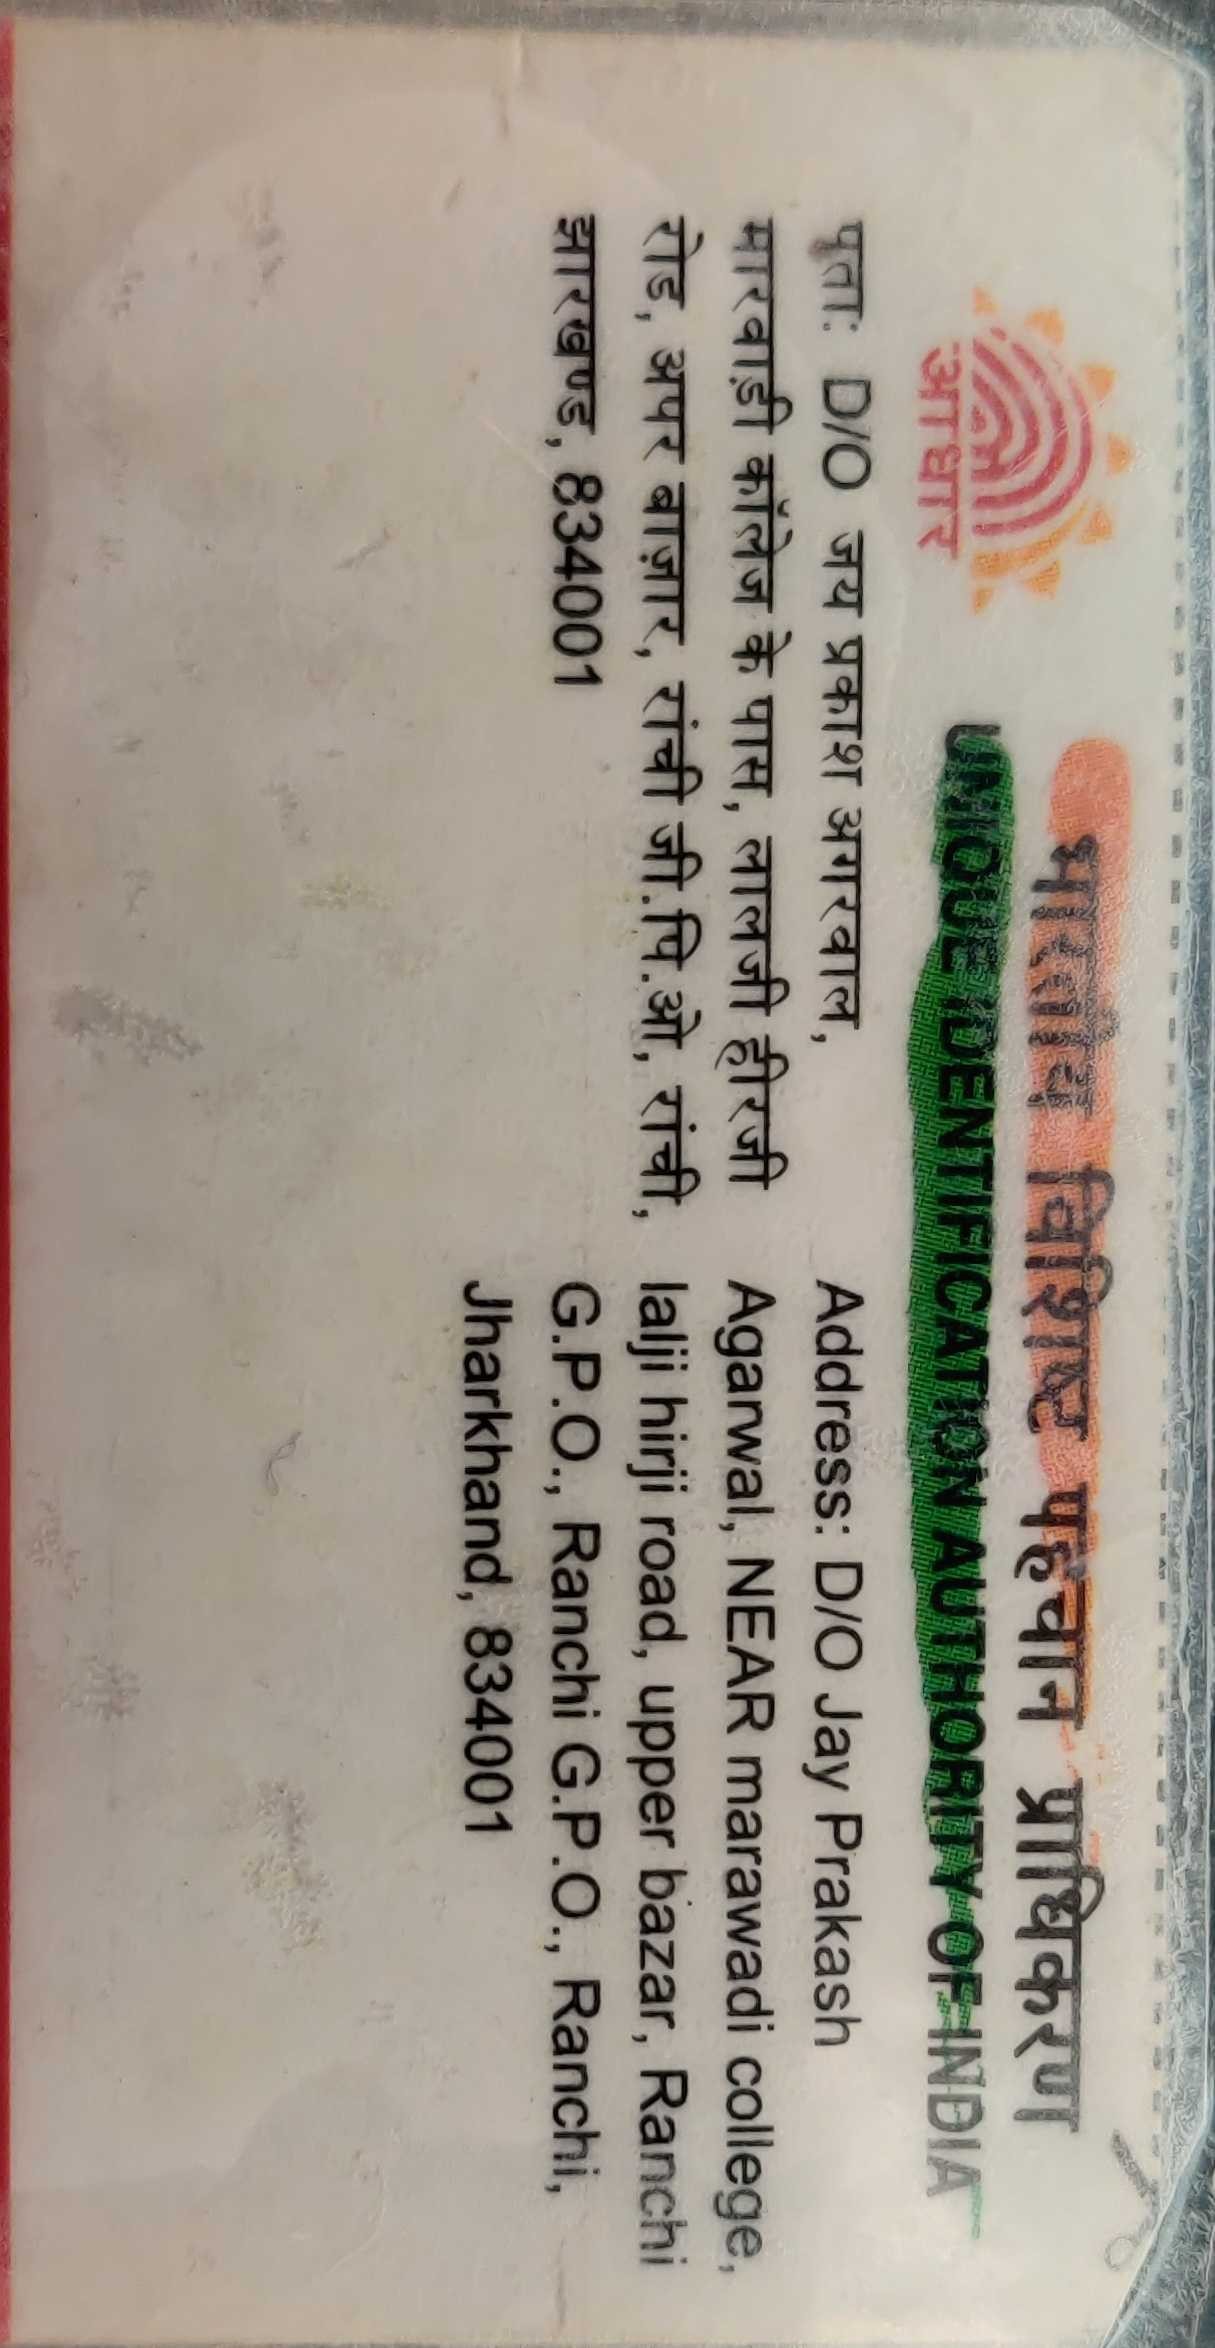 भारतीय विशिष्ट पहचान प्राधिकरण
UNIQUE IDENTIFICATION AUTHORITY OF INDIA
आधार
पता: D/O जय प्रकाश अगरवाल,
मारवाड़ी कॉलेज के पास, लालजी हीरजी
रोड, अपर बाज़ार, रांची जी.पि.ओ, रांची,
झारखण्ड, 834001
Address: D/O Jay Prakash
Agarwal, NEAR marawadi college,
lalji hirji road, upper bazar, Ranchi
G.P.O., Ranchi G.P.O., Ranchi,
Jharkhand, 834001